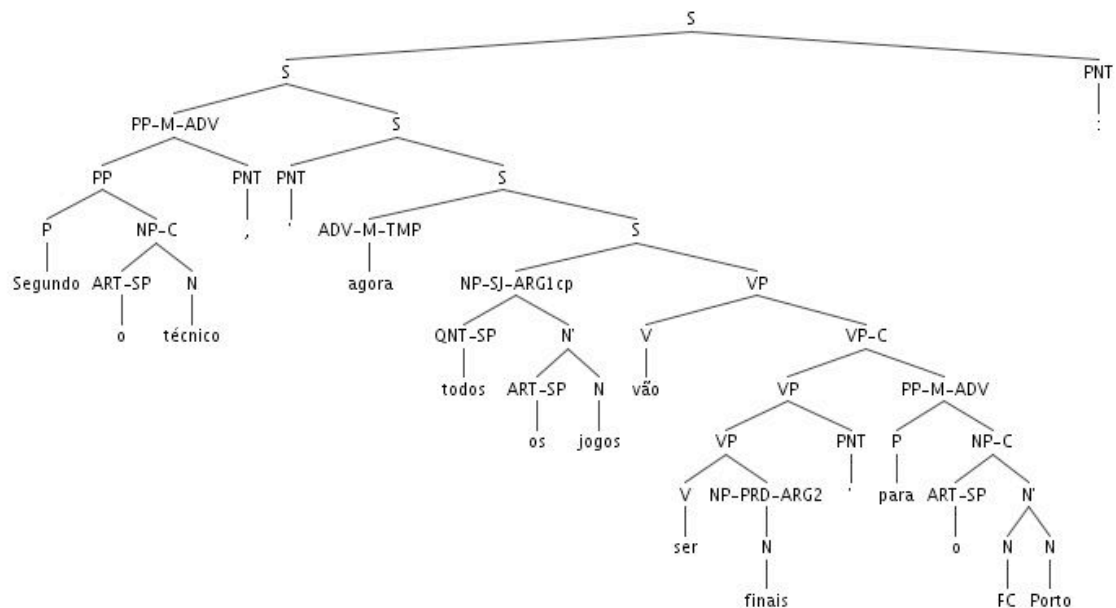 S
S PNT
PP-M-ADV S :
PP PNT PNT S
P NP-C , ' ADV-M-TMP S
Segundo ART-SP N agora NP-SJ-ARG1cp VP
o técnico QNT-SP N' V VP-C
todos ART-SP N vão VP PP-M-ADV
os jogos VP PNT P NP-C
V NP-PRD-ARG2 ' para ART-SP N'
ser N o N N
finais FC Porto